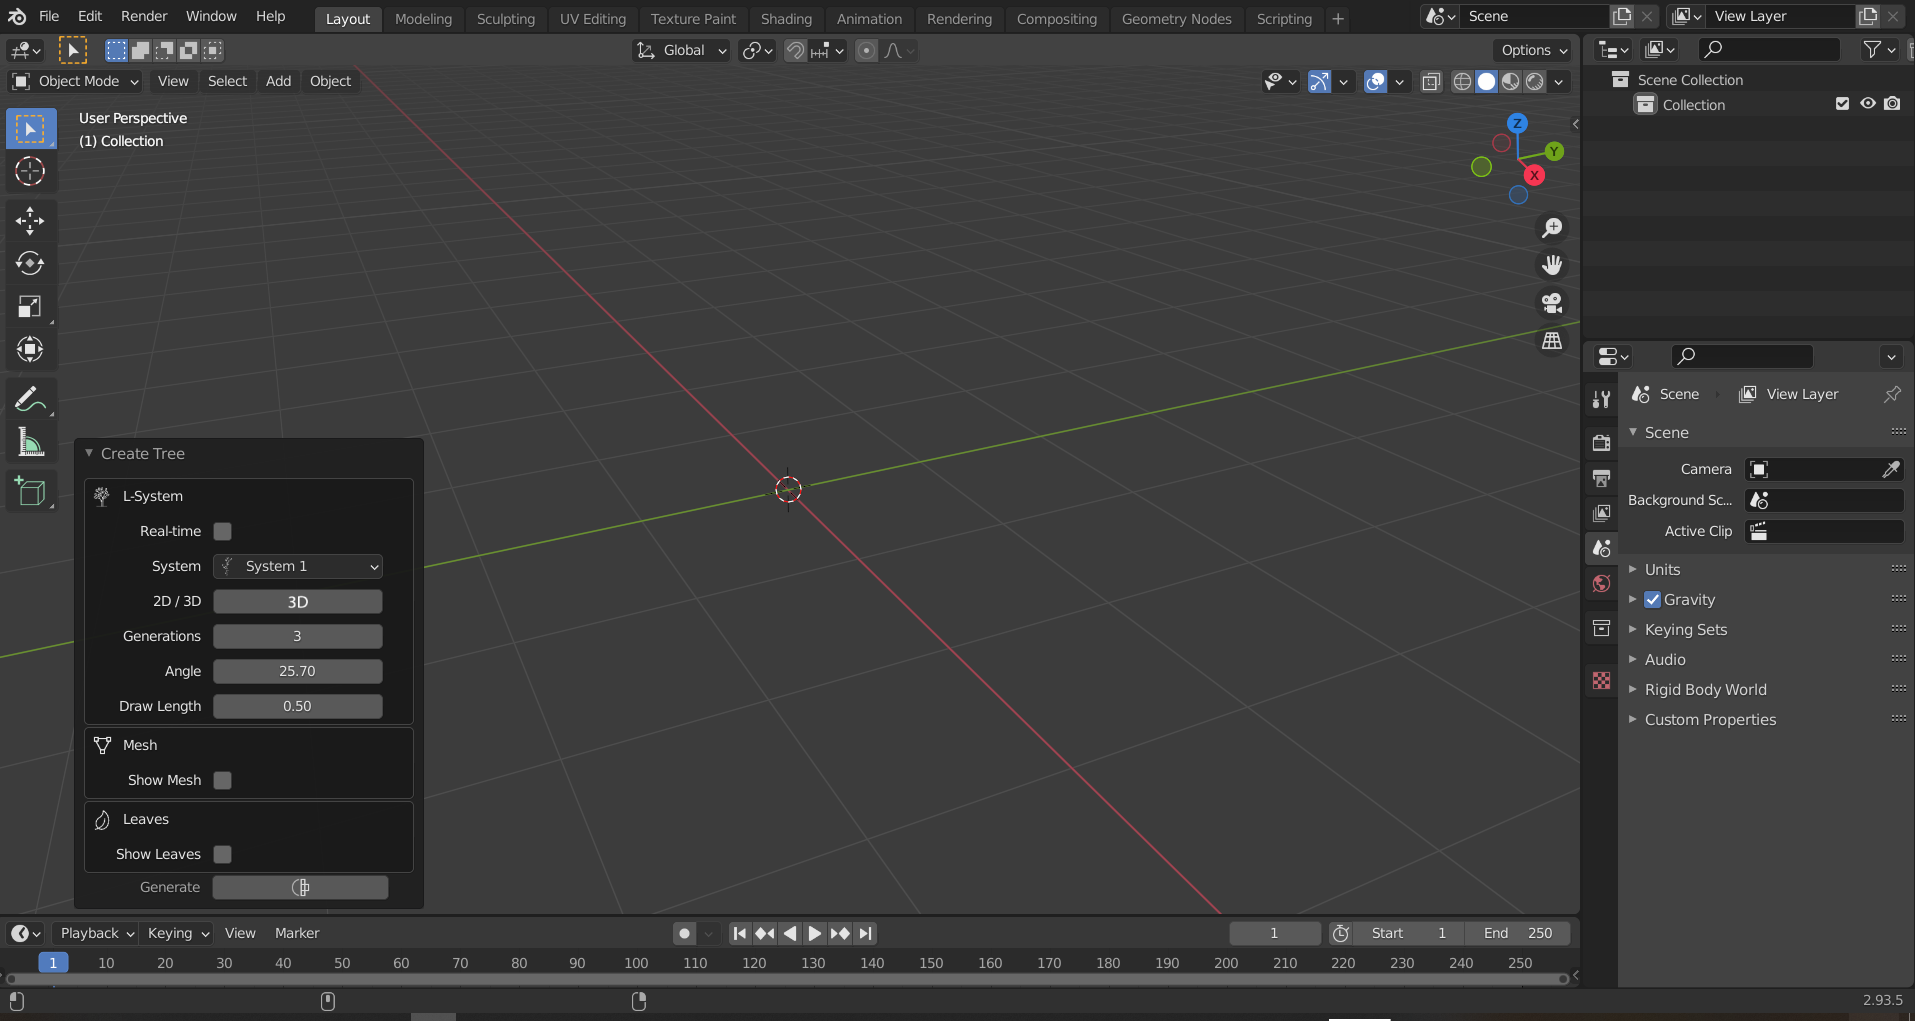 File Edit Render Window Help Layout Modeling Sculpting UV Editing Texture Paint Shading Animation Rendering Compositing Geometry Nodes Scripting + Scene View Layer
Global Options
Object Mode View Select Add Object
User Perspective
(1) Collection
Z
Y
X
Scene Collection
Collection
Scene View Layer
Scene
Camera
Background Sc...
Active Clip
Units
Gravity
Keying Sets
Audio
Rigid Body World
Custom Properties
Create Tree
L-System
Real-time
System System 1
2D / 3D 3D
Generations 3
Angle 25.70
Draw Length 0.50
Mesh
Show Mesh
Leaves
Show Leaves
Generate
Playback Keying View Marker 1 Start 1 End 250
1 10 20 30 40 50 60 70 80 90 100 110 120 130 140 150 160 170 180 190 200 210 220 230 240 250
2.93.5